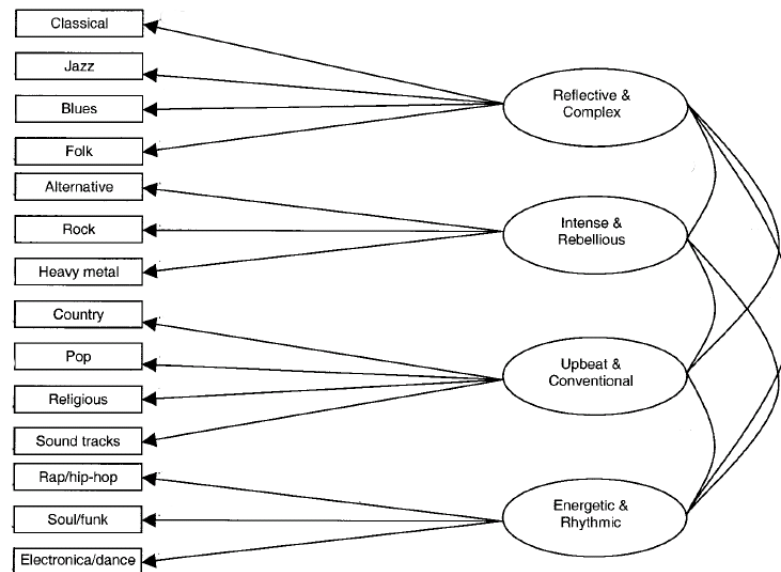 Classical
Jazz
Blues
Folk
Alternative
Rock
Heavy metal
Country
Pop
Religious
Sound tracks
Rap/hip-hop
Soul/funk
Electronica/dance
Reflective &
Complex
Intense &
Rebellious
Upbeat &
Conventional
Energetic &
Rhythmic